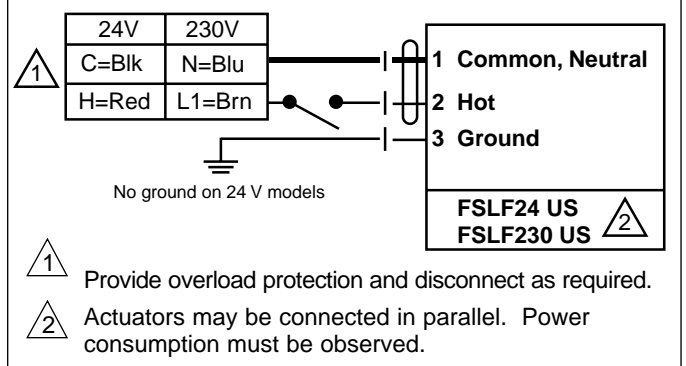 24V 230V
C=Blk N=Blu
H=Red L1=Brn
1
1 Common, Neutral
2 Hot
3 Ground
No ground on 24 V models
FSLF24 US
FSLF230 US
2
1
Provide overload protection and disconnect as required.
2
Actuators may be connected in parallel. Power
consumption must be observed.